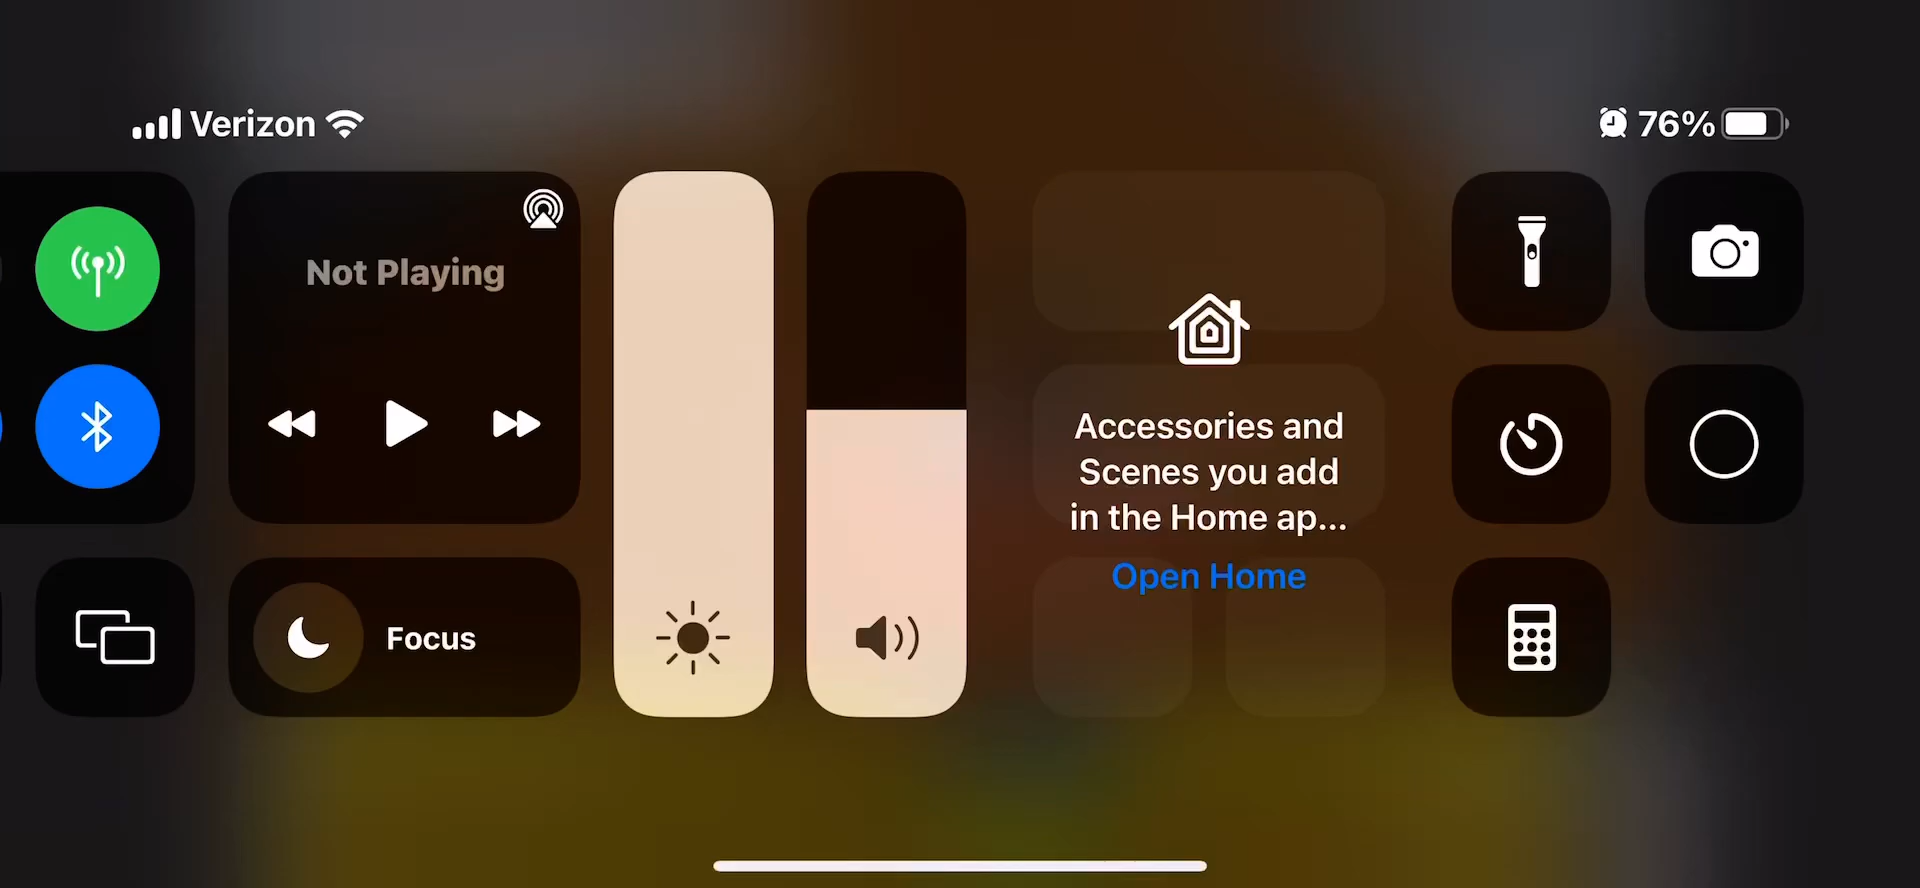 Verizon
76%
Not Playing
Focus
Accessories and
Scenes you add
in the Home ap...
Open Home